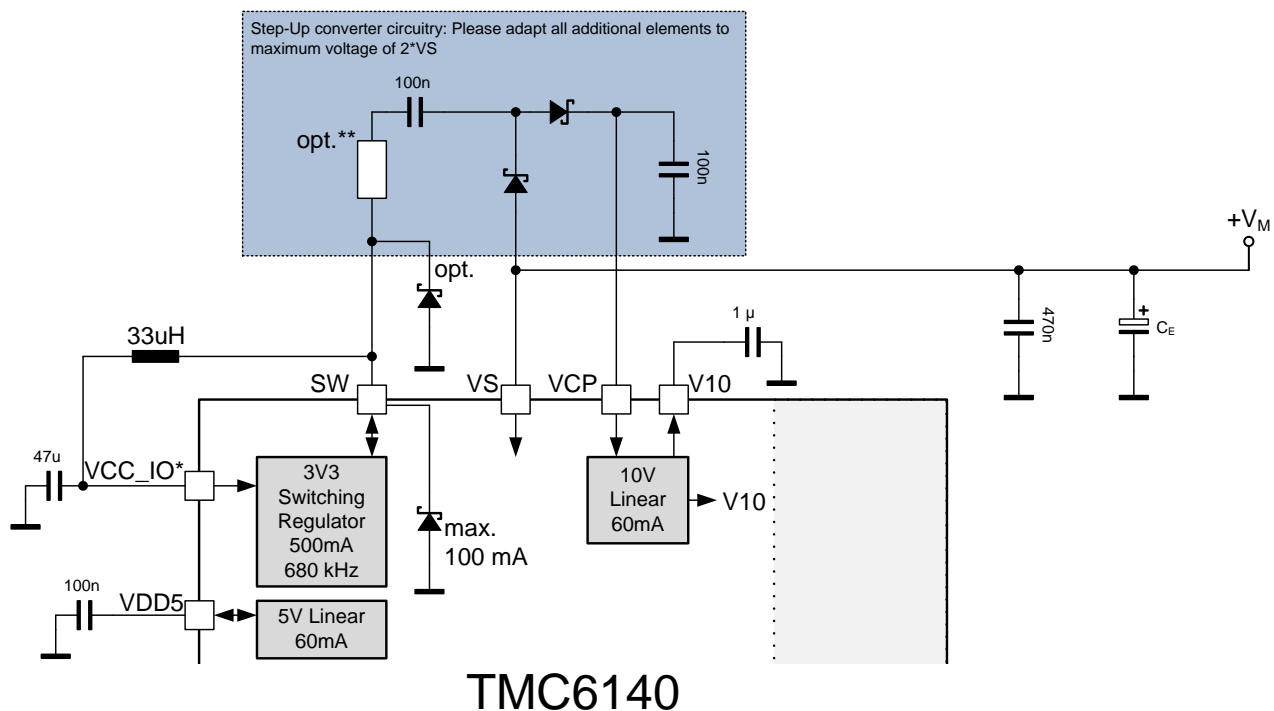 Step-Up converter circuitry: Please adapt all additional elements to
maximum voltage of 2*VS
100n
opt.**
100n
+VM
opt.
1 µ
470n
+
CE
33uH
SW
VS
VCP
V10
47u
VCC_IO*
3V3
Switching
Regulator
500mA
680 kHz
10V
Linear
60mA
V10
max.
100 mA
100n
VDD5
5V Linear
60mA
TMC6140